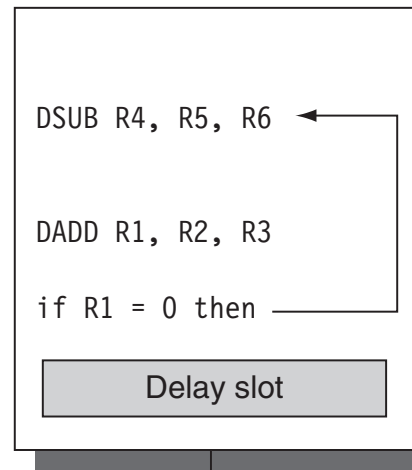 DSUB R4, R5, R6
DADD R1, R2, R3
if R1 = 0 then
Delay slot